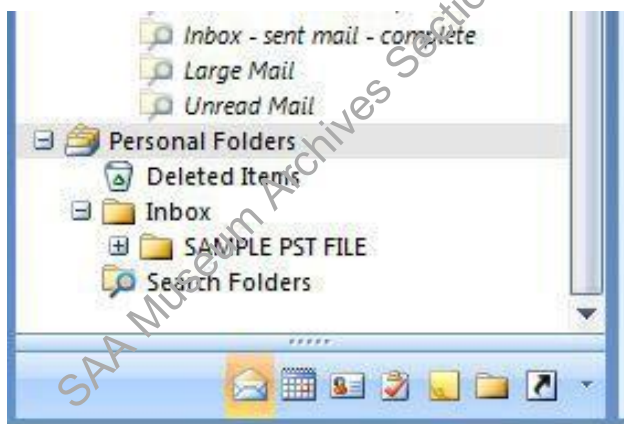 Inbox - sent mail - complete
Large Mail
Unread Mail
Personal Folders
Deleted Items
Inbox
SAMPLE PST FILE
Search Folders
SAA Museum Archives Section